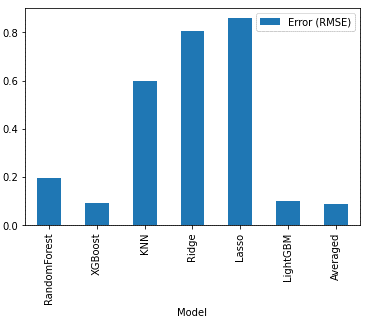 Error (RMSE)
0.8
0.6
0.4
0.2
0.0
RandomForest
XGBoost
KNN
Ridge
Lasso
LightGBM
Averaged
Model